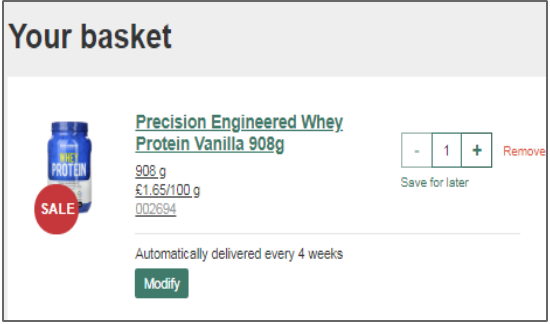 Your basket
Precision Engineered Whey
Protein Vanilla 908g
908 g
£1.65/100 g
002694
- 1 +
Remove
Save for later
WHEY
PROTEIN
SALE
Automatically delivered every 4 weeks
Modify